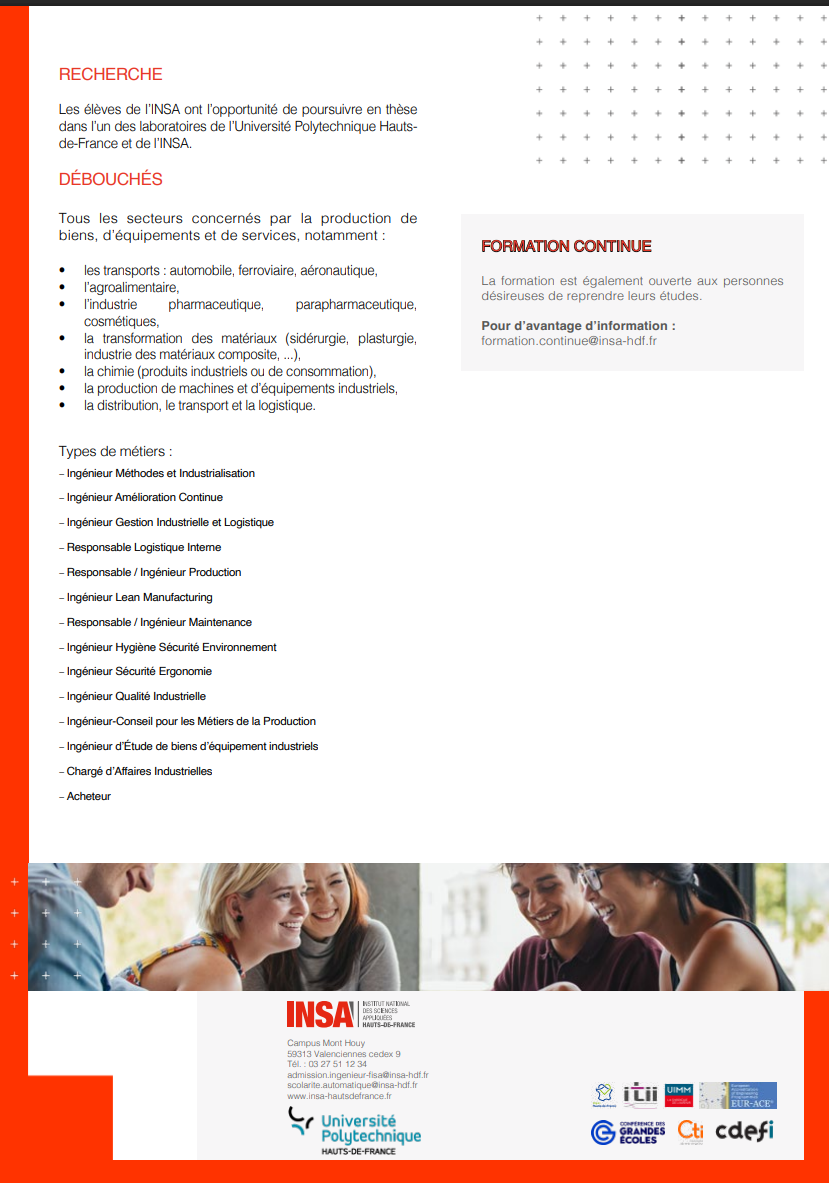 RECHERCHE
Les élèves de l'INSA ont l'opportunité de poursuivre en thèse
dans l'un des laboratoires de l'Université Polytechnique Hauts-
de-France et de l'INSA.
DÉBOUCHÉS
Tous les secteurs concernés par la production de
biens, d'équipements et de services, notamment :
• les transports : automobile, ferroviaire, aéronautique,
• l'agroalimentaire,
• l'industrie pharmaceutique, parapharmaceutique,
cosmétiques,
• la transformation des matériaux (sidérurgie, plasturgie,
industrie des matériaux composite, ...),
• la chimie (produits industriels ou de consommation),
• la production de machines et d'équipements industriels,
• la distribution, le transport et la logistique.
Types de métiers :
– Ingénieur Méthodes et Industrialisation
– Ingénieur Amélioration Continue
– Ingénieur Gestion Industrielle et Logistique
– Responsable Logistique Interne
– Responsable / Ingénieur Production
– Ingénieur Lean Manufacturing
– Responsable / Ingénieur Maintenance
– Ingénieur Hygiène Sécurité Environnement
– Ingénieur Sécurité Ergonomie
– Ingénieur Qualité Industrielle
– Ingénieur-Conseil pour les Métiers de la Production
– Ingénieur d'Étude de biens d'équipement industriels
– Chargé d'Affaires Industrielles
– Acheteur
FORMATION CONTINUE
La formation est également ouverte aux personnes
désireuses de reprendre leurs études.
Pour d'avantage d'information :
formation.continue@insa-hdf.fr
INSA
INSTITUT NATIONAL
DES SCIENCES
APPLIQUÉES
HAUTS-DE-FRANCE
Campus Mont Houy
59313 Valenciennes cedex 9
Tél. : 03 27 51 12 34
admission.ingenieur-fisa@insa-hdf.fr
scolarite.automatique@insa-hdf.fr
www.insa-hautsdefrance.fr
Université
Polytechnique
HAUTS-DE-FRANCE
itii
UIMM
EUR-ACE
CONFÉRENCE DES
GRANDES
ÉCOLES
Cti
cdefi